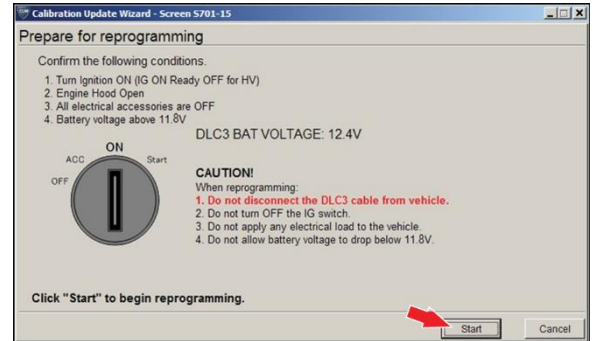 Calibration Update Wizard - Screen S701-15
Prepare for reprogramming
Confirm the following conditions.
1. Turn Ignition ON (IG ON Ready OFF for HV)
2. Engine Hood Open
3. All electrical accessories are OFF
4. Battery voltage above 11.8V
DLC3 BAT VOLTAGE: 12.4V
ON
ACC
Start
OFF
CAUTION!
When reprogramming:
1. Do not disconnect the DLC3 cable from vehicle.
2. Do not turn OFF the IG switch.
3. Do not apply any electrical load to the vehicle.
4. Do not allow battery voltage to drop below 11.8V.
Click "Start" to begin reprogramming.
Start
Cancel